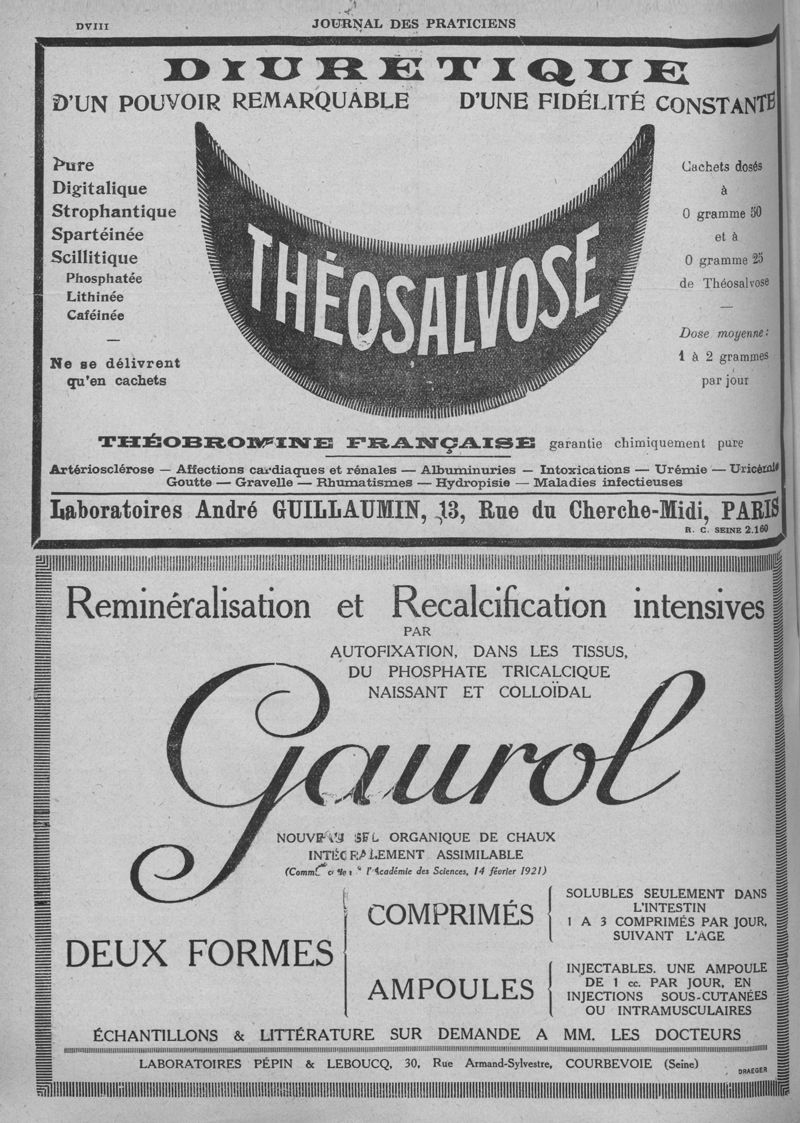 DVIII
JOURNAL DES PRATICIENS
DIURÉTIQUE
D'UN POUVOIR REMARQUABLE D'UNE FIDÉLITÉ CONSTANTE
Pure
Digitalique
Strophantique
Spartéinée
Scillitique
Phosphatée
Lithinée
Caféinée
—
Ne se délivrent
qu'en cachets
THÉOSALVOSE
Cachets dosés
à
0 gramme 50
et à
0 gramme 25
de Théosalvose
—
Dose moyenne:
1 à 2 grammes
par jour
THÉOBROMINE FRANÇAISE garantie chimiquement pure
Artériosclérose — Affections cardiaques et rénales — Albuminuries — Intoxications — Urémie — Uricémie
Goutte — Gravelle — Rhumatismes — Hydropisie — Maladies infectieuses
Laboratoires André GUILLAUMIN, 13, Rue du Cherche-Midi, PARIS
R. C. SEINE 2.160
Reminéralisation et Recalcification intensives
PAR
AUTOFIXATION, DANS LES TISSUS,
DU PHOSPHATE TRICALCIQUE
NAISSANT ET COLLOÏDAL
Gaurol
NOUVEAU SEL ORGANIQUE DE CHAUX
INTÉGRALEMENT ASSIMILABLE
l'Académie des Sciences, 14 février 1921)
DEUX FORMES
COMPRIMÉS
SOLUBLES SEULEMENT DANS
L'INTESTIN
1 A 3 COMPRIMÉS PAR JOUR,
SUIVANT L'AGE
AMPOULES
INJECTABLES. UNE AMPOULE
DE 1 cc. PAR JOUR, EN
INJECTIONS SOUS-CUTANÉES
OU INTRAMUSCULAIRES
ÉCHANTILLONS & LITTÉRATURE SUR DEMANDE A MM. LES DOCTEURS
LABORATOIRES PÉPIN & LEBOUCQ, 30, Rue Armand-Sylvestre, COURBEVOIE (Seine)
DRAEGER